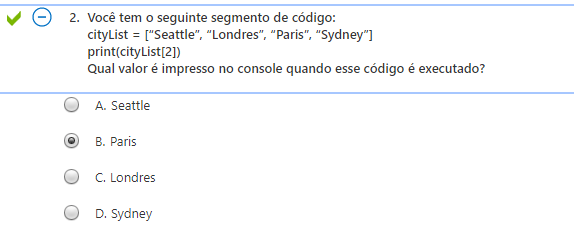 2. Você tem o seguinte segmento de código:
cityList = [“Seattle”, “Londres”, “Paris”, “Sydney”]
print(cityList[2])
Qual valor é impresso no console quando esse código é executado?
A. Seattle
B. Paris
C. Londres
D. Sydney